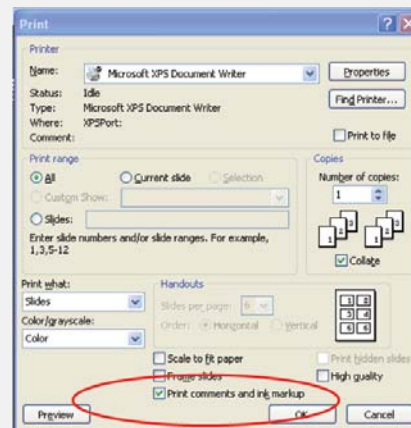 Print
Printer
Name: Microsoft XPS Document Writer Properties
Status: Idle Find Printer...
Type: Microsoft XPS Document Writer
Where: XPSPort:
Comment: Print to file
Print range Copies
All Current slide Selection Number of copies:
Custom Show: 1
Slides:
Enter slide numbers and/or slide ranges. For example,
1,3,5-12
Collate
Print what: Handouts
Slides Slides per page: 6
Color/grayscale: Order: Horizontal Vertical
Color
Scale to fit paper Print hidden slides
Frame slides High quality
Print comments and ink markup
Preview OK Cancel